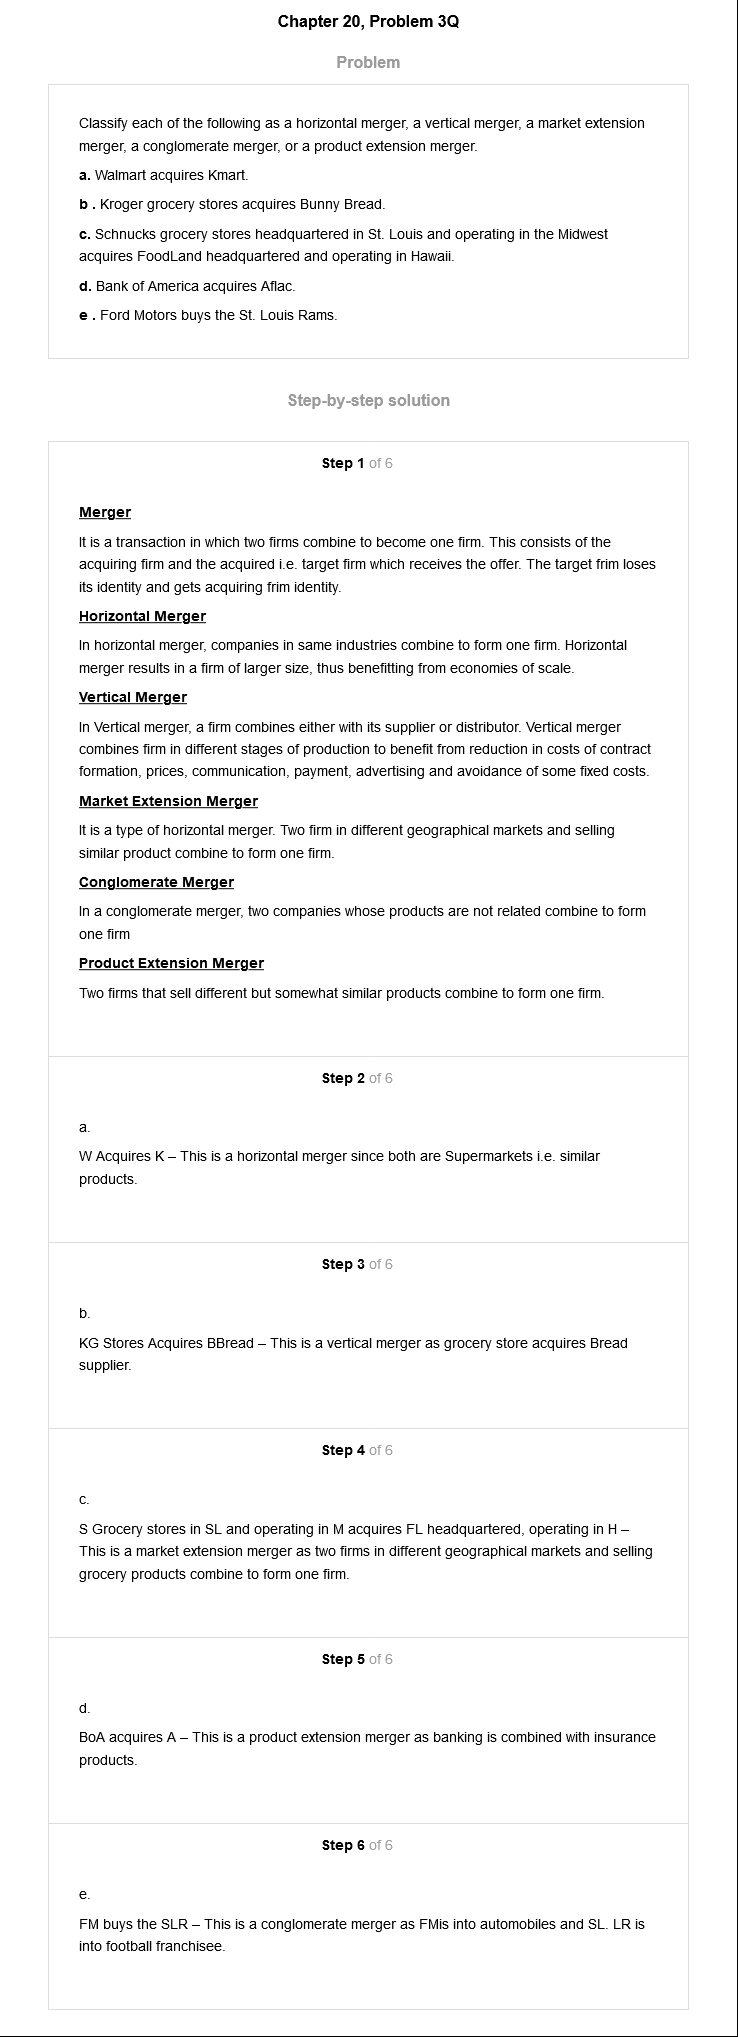 Chapter 20, Problem 3Q
Problem
Classify each of the following as a horizontal merger, a vertical merger, a market extension
merger, a conglomerate merger, or a product extension merger.
a. Walmart acquires Kmart.
b . Kroger grocery stores acquires Bunny Bread.
c. Schnucks grocery stores headquartered in St. Louis and operating in the Midwest
acquires FoodLand headquartered and operating in Hawaii.
d. Bank of America acquires Aflac.
e . Ford Motors buys the St. Louis Rams.
Step-by-step solution
Step 1 of 6
Merger
It is a transaction in which two firms combine to become one firm. This consists of the
acquiring firm and the acquired i.e. target firm which receives the offer. The target frim loses
its identity and gets acquiring frim identity.
Horizontal Merger
In horizontal merger, companies in same industries combine to form one firm. Horizontal
merger results in a firm of larger size, thus benefitting from economies of scale.
Vertical Merger
In Vertical merger, a firm combines either with its supplier or distributor. Vertical merger
combines firm in different stages of production to benefit from reduction in costs of contract
formation, prices, communication, payment, advertising and avoidance of some fixed costs.
Market Extension Merger
It is a type of horizontal merger. Two firm in different geographical markets and selling
similar product combine to form one firm.
Conglomerate Merger
In a conglomerate merger, two companies whose products are not related combine to form
one firm
Product Extension Merger
Two firms that sell different but somewhat similar products combine to form one firm.
Step 2 of 6
a.
W Acquires K – This is a horizontal merger since both are Supermarkets i.e. similar
products.
Step 3 of 6
b.
KG Stores Acquires BBread – This is a vertical merger as grocery store acquires Bread
supplier.
Step 4 of 6
c.
S Grocery stores in SL and operating in M acquires FL headquartered, operating in H –
This is a market extension merger as two firms in different geographical markets and selling
grocery products combine to form one firm.
Step 5 of 6
d.
BoA acquires A – This is a product extension merger as banking is combined with insurance
products.
Step 6 of 6
e.
FM buys the SLR – This is a conglomerate merger as FMis into automobiles and SL. LR is
into football franchisee.